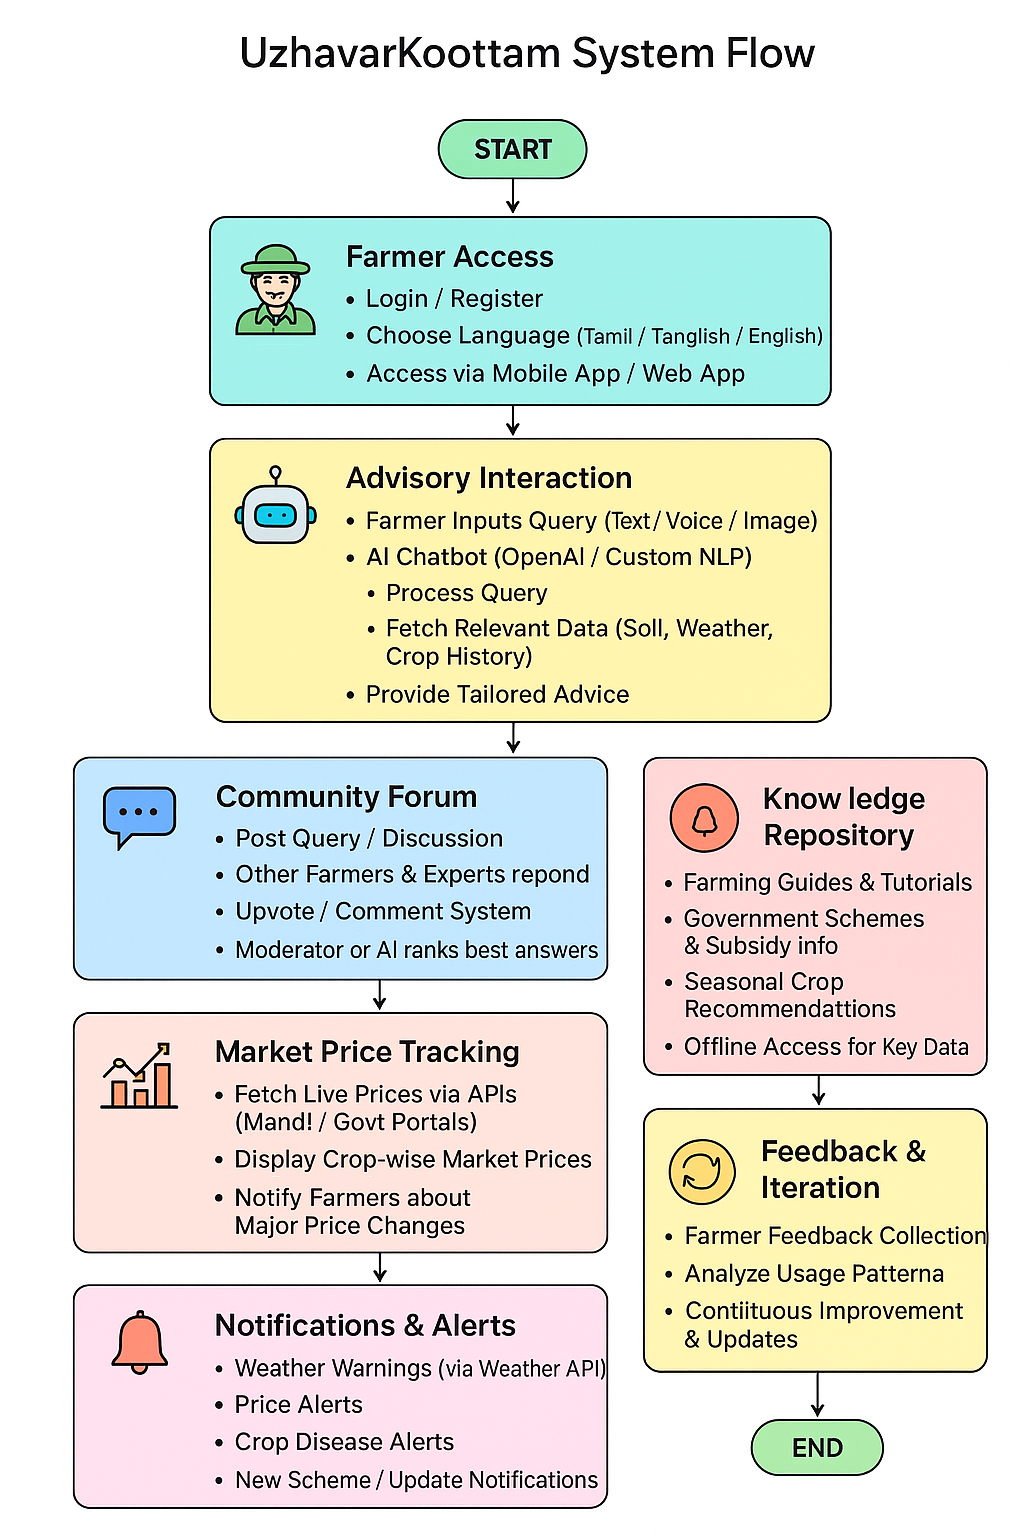 UzhavarKoottam System Flow
START
Farmer Access
• Login / Register
• Choose Language (Tamil / Tanglish / English)
• Access via Mobile App / Web App
Advisory Interaction
• Farmer Inputs Query (Text / Voice / Image)
• AI Chatbot (OpenAI / Custom NLP)
• Process Query
• Fetch Relevant Data (Soll, Weather,
Crop History)
• Provide Tailored Advice
Community Forum
• Post Query / Discussion
• Other Farmers & Experts repond
• Upvote / Comment System
• Moderator or AI ranks best answers
Market Price Tracking
• Fetch Live Prices via APIs
(Mand! / Govt Portals)
• Display Crop-wise Market Prices
• Notify Farmers about
Major Price Changes
Notifications & Alerts
• Weather Warnings (via Weather API)
• Price Alerts
• Crop Disease Alerts
• New Scheme / Update Notifications
Know ledge
Repository
• Farming Guides & Tutorials
• Government Schemes
& Subsidy info
• Seasonal Crop
Recommendattions
• Offline Access for Key Data
Feedback &
Iteration
• Farmer Feedback Collection
• Analyze Usage Patterna
• Contiituous Improvement
& Updates
END